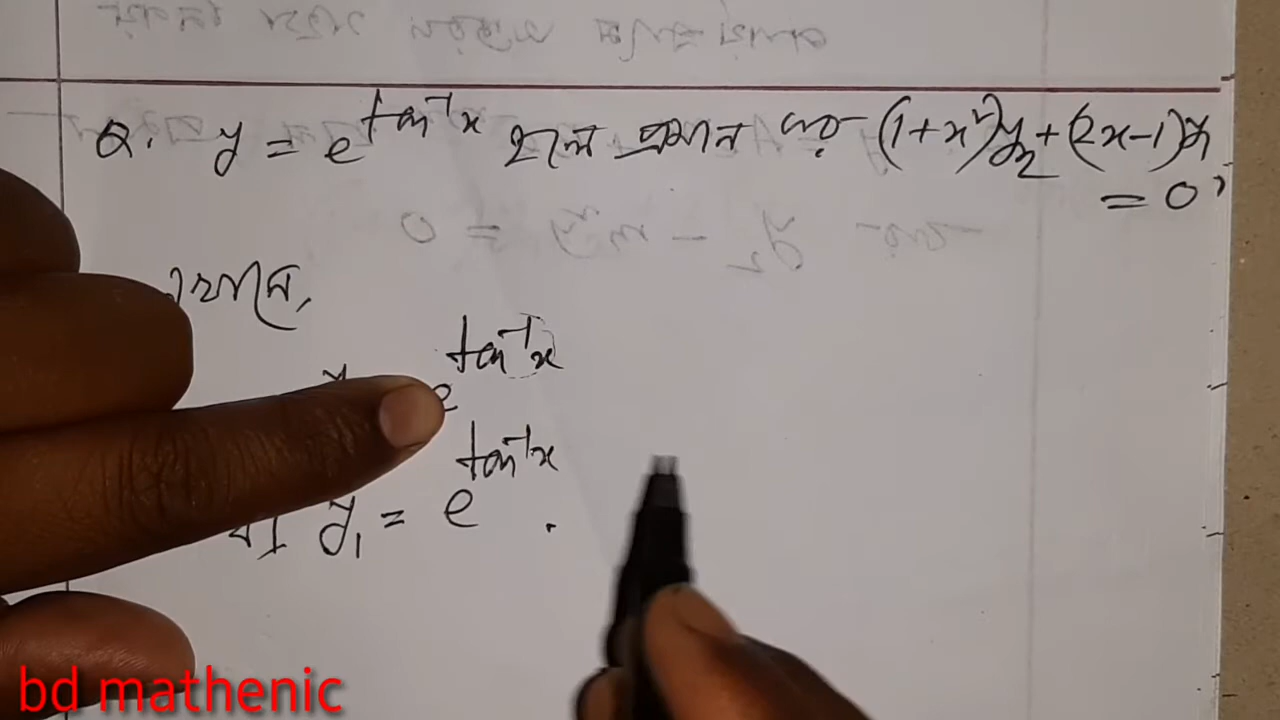 Q. y = e^{tan⁻¹x} হলে প্রমাণ কর (1+x²)y₂+(2x-1)y₁
= 0,
এখানে,
y e^{tan⁻¹x}
বা y₁ = e^{tan⁻¹x} .
bd mathenic